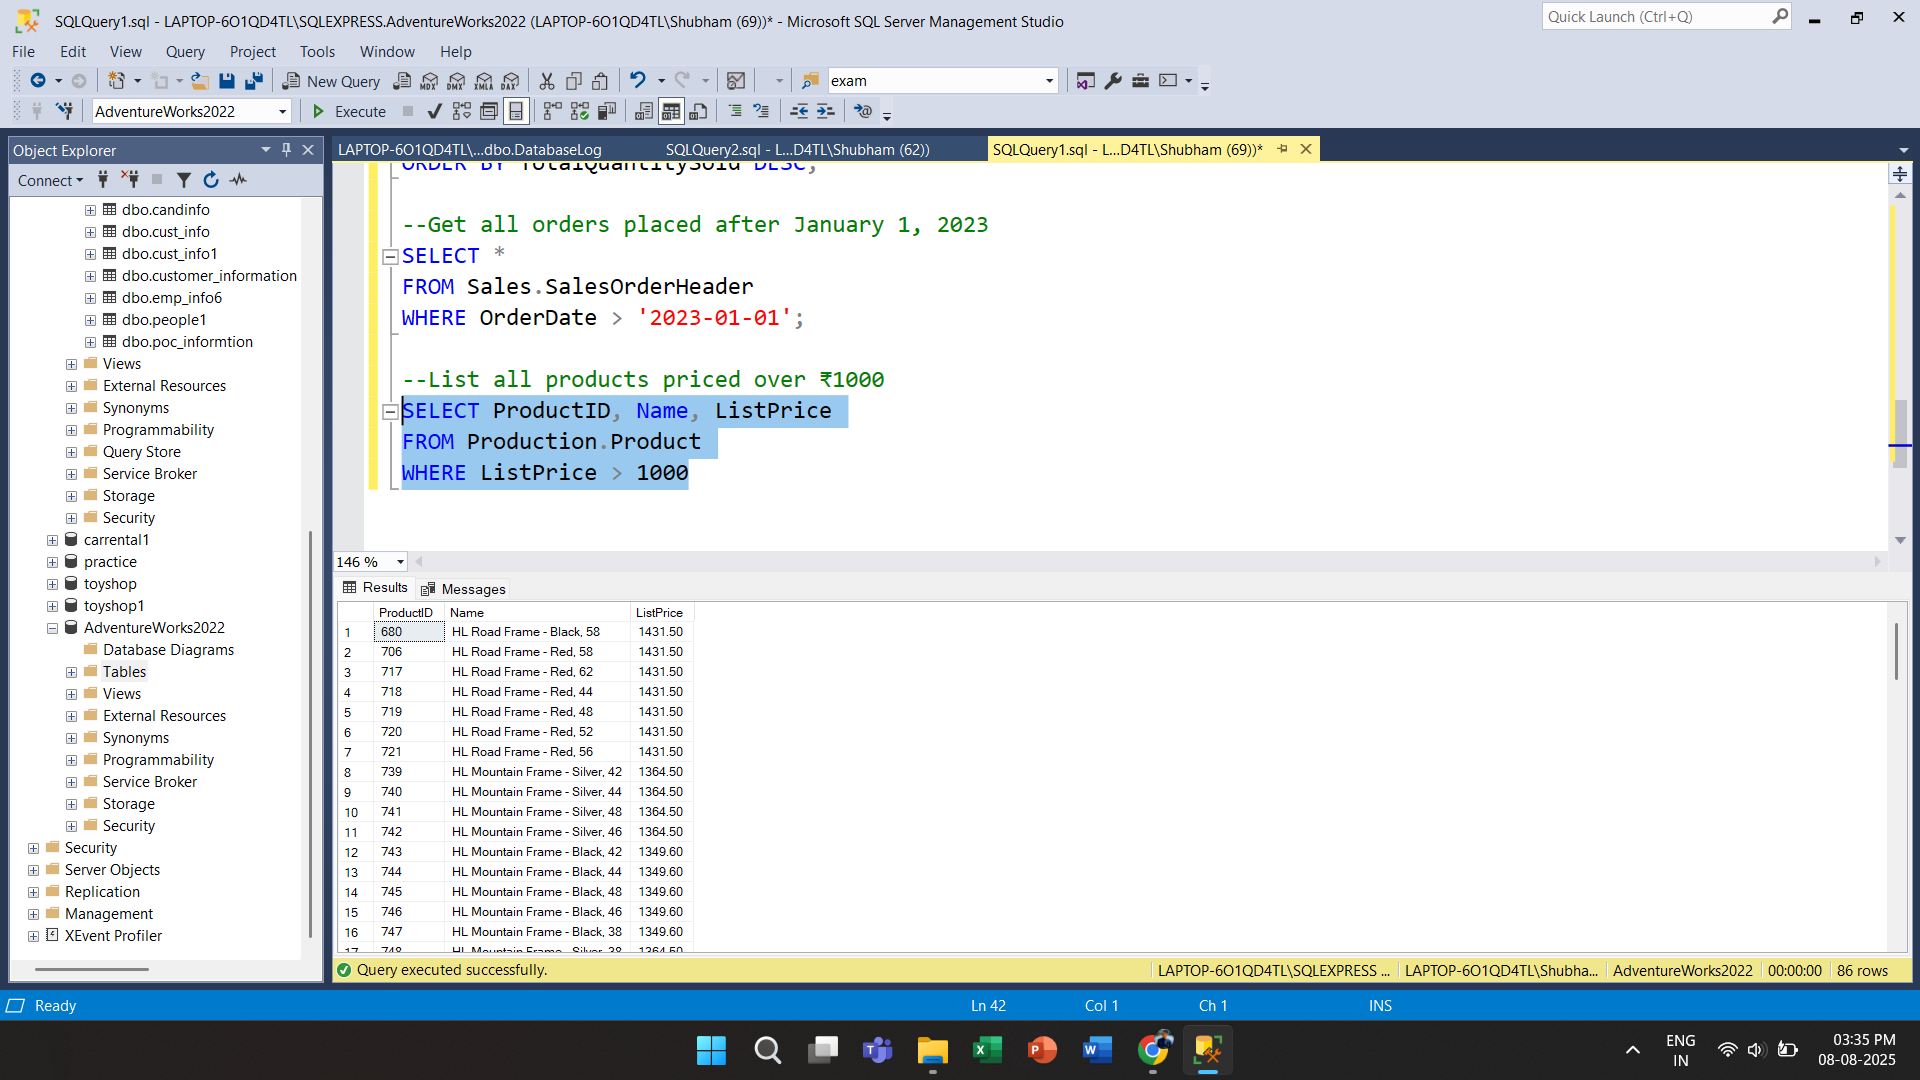 SQLQuery1.sql - LAPTOP-6O1QD4TL\SQLEXPRESS.AdventureWorks2022 (LAPTOP-6O1QD4TL\Shubham (69))* - Microsoft SQL Server Management Studio
Quick Launch (Ctrl+Q)
File Edit View Query Project Tools Window Help
New Query
MDX DMX XMLA DAX
exam
AdventureWorks2022
Execute
Object Explorer
Connect
dbo.candinfo
dbo.cust_info
dbo.cust_info1
dbo.customer_information
dbo.emp_info6
dbo.people1
dbo.poc_informtion
Views
External Resources
Synonyms
Programmability
Query Store
Service Broker
Storage
Security
carrental1
practice
toyshop
toyshop1
AdventureWorks2022
Database Diagrams
Tables
Views
External Resources
Synonyms
Programmability
Service Broker
Storage
Security
Security
Server Objects
Replication
Management
XEvent Profiler
LAPTOP-6O1QD4TL\...dbo.DatabaseLog
SQLQuery2.sql - L...D4TL\Shubham (62))
SQLQuery1.sql - L...D4TL\Shubham (69))*
ORDER BY TotalQuantitySold DESC;
--Get all orders placed after January 1, 2023
SELECT *
FROM Sales.SalesOrderHeader
WHERE OrderDate > '2023-01-01';
--List all products priced over ₹1000
SELECT ProductID, Name, ListPrice
FROM Production.Product
WHERE ListPrice > 1000
146 %
Results Messages
ProductID Name ListPrice
1 680 HL Road Frame - Black, 58 1431.50
2 706 HL Road Frame - Red, 58 1431.50
3 717 HL Road Frame - Red, 62 1431.50
4 718 HL Road Frame - Red, 44 1431.50
5 719 HL Road Frame - Red, 48 1431.50
6 720 HL Road Frame - Red, 52 1431.50
7 721 HL Road Frame - Red, 56 1431.50
8 739 HL Mountain Frame - Silver, 42 1364.50
9 740 HL Mountain Frame - Silver, 44 1364.50
10 741 HL Mountain Frame - Silver, 48 1364.50
11 742 HL Mountain Frame - Silver, 46 1364.50
12 743 HL Mountain Frame - Black, 42 1349.60
13 744 HL Mountain Frame - Black, 44 1349.60
14 745 HL Mountain Frame - Black, 48 1349.60
15 746 HL Mountain Frame - Black, 46 1349.60
16 747 HL Mountain Frame - Black, 38 1349.60
17 748 HL Mountain Frame - Silver, 38 1364.50
Query executed successfully.
LAPTOP-6O1QD4TL\SQLEXPRESS ... LAPTOP-6O1QD4TL\Shubha... AdventureWorks2022 00:00:00 86 rows
Ready Ln 42 Col 1 Ch 1 INS
ENG
IN
03:35 PM
08-08-2025